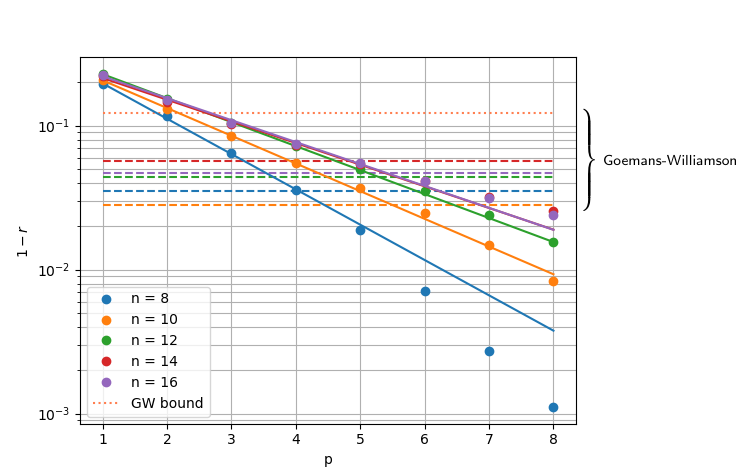 10⁻¹
10⁻²
10⁻³
1 − r
n = 8
n = 10
n = 12
n = 14
n = 16
GW bound
1 2 3 4 5 6 7 8
p
Goemans-Williamson